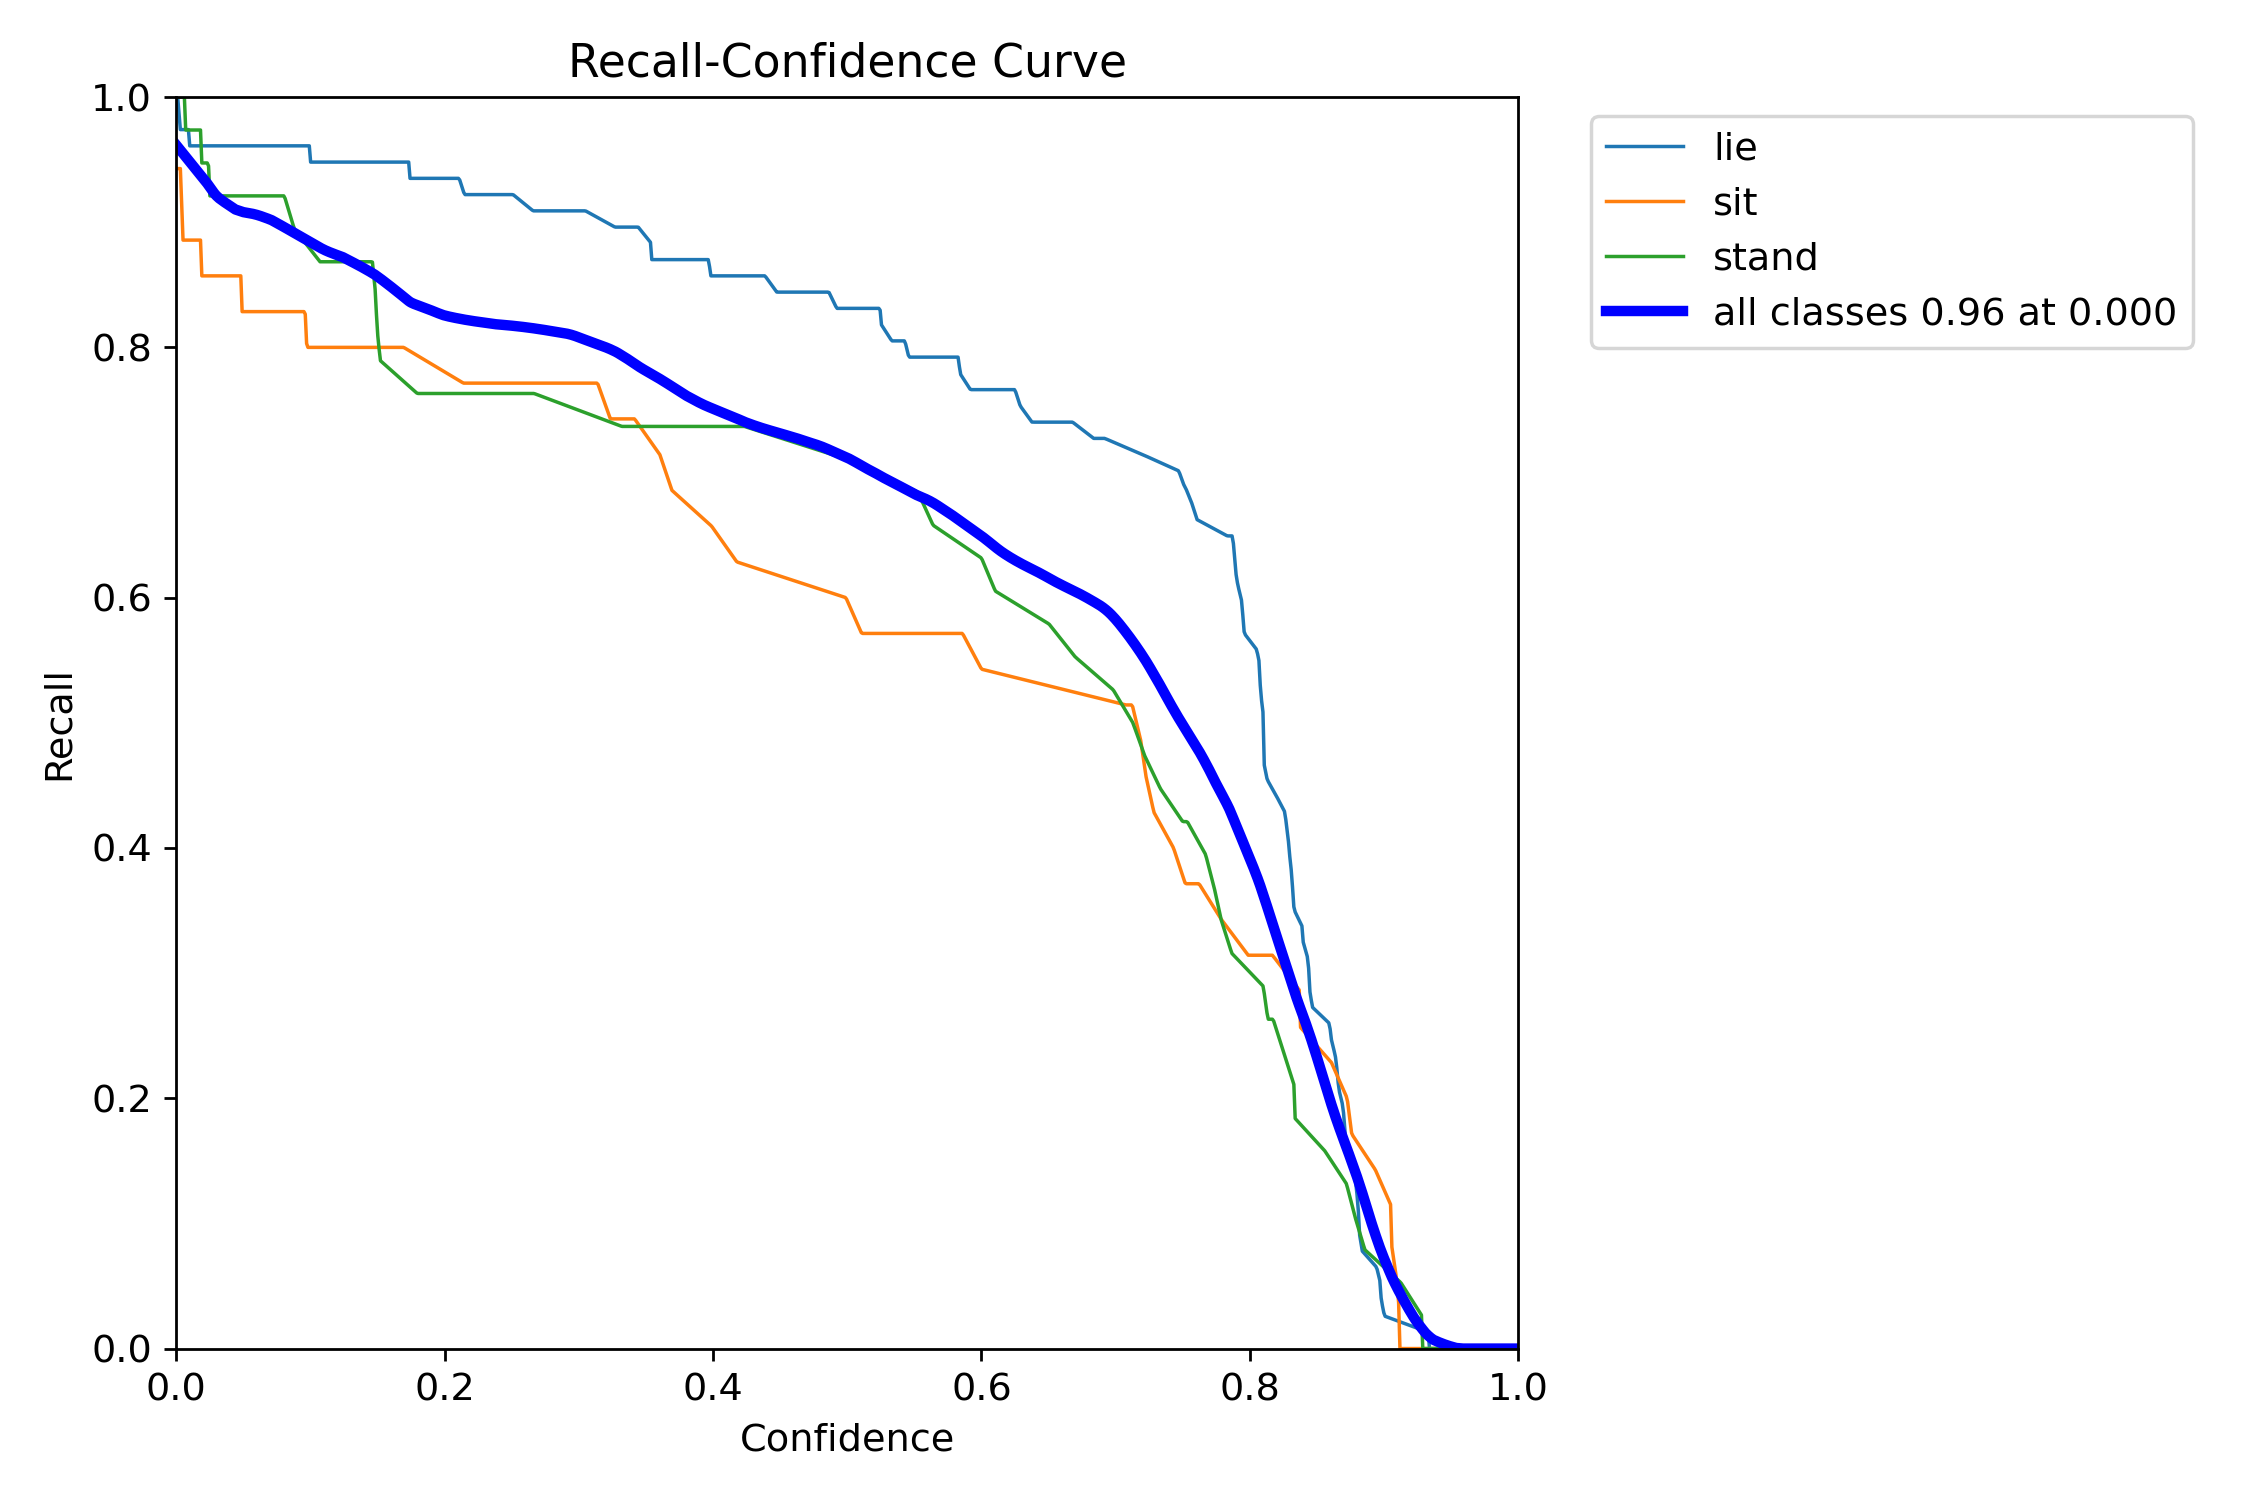 Recall-Confidence Curve
1.0
0.8
0.6
0.4
0.2
0.0
Recall
0.0 0.2 0.4 0.6 0.8 1.0
Confidence
lie
sit
stand
all classes 0.96 at 0.000